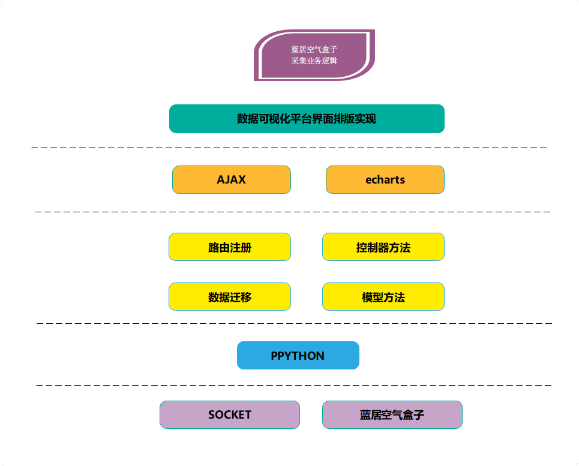 蓝居空气盒子
采集业务逻辑
数据可视化平台界面排版实现
AJAX echarts
路由注册 控制器方法
数据迁移 模型方法
PPYTHON
SOCKET 蓝居空气盒子